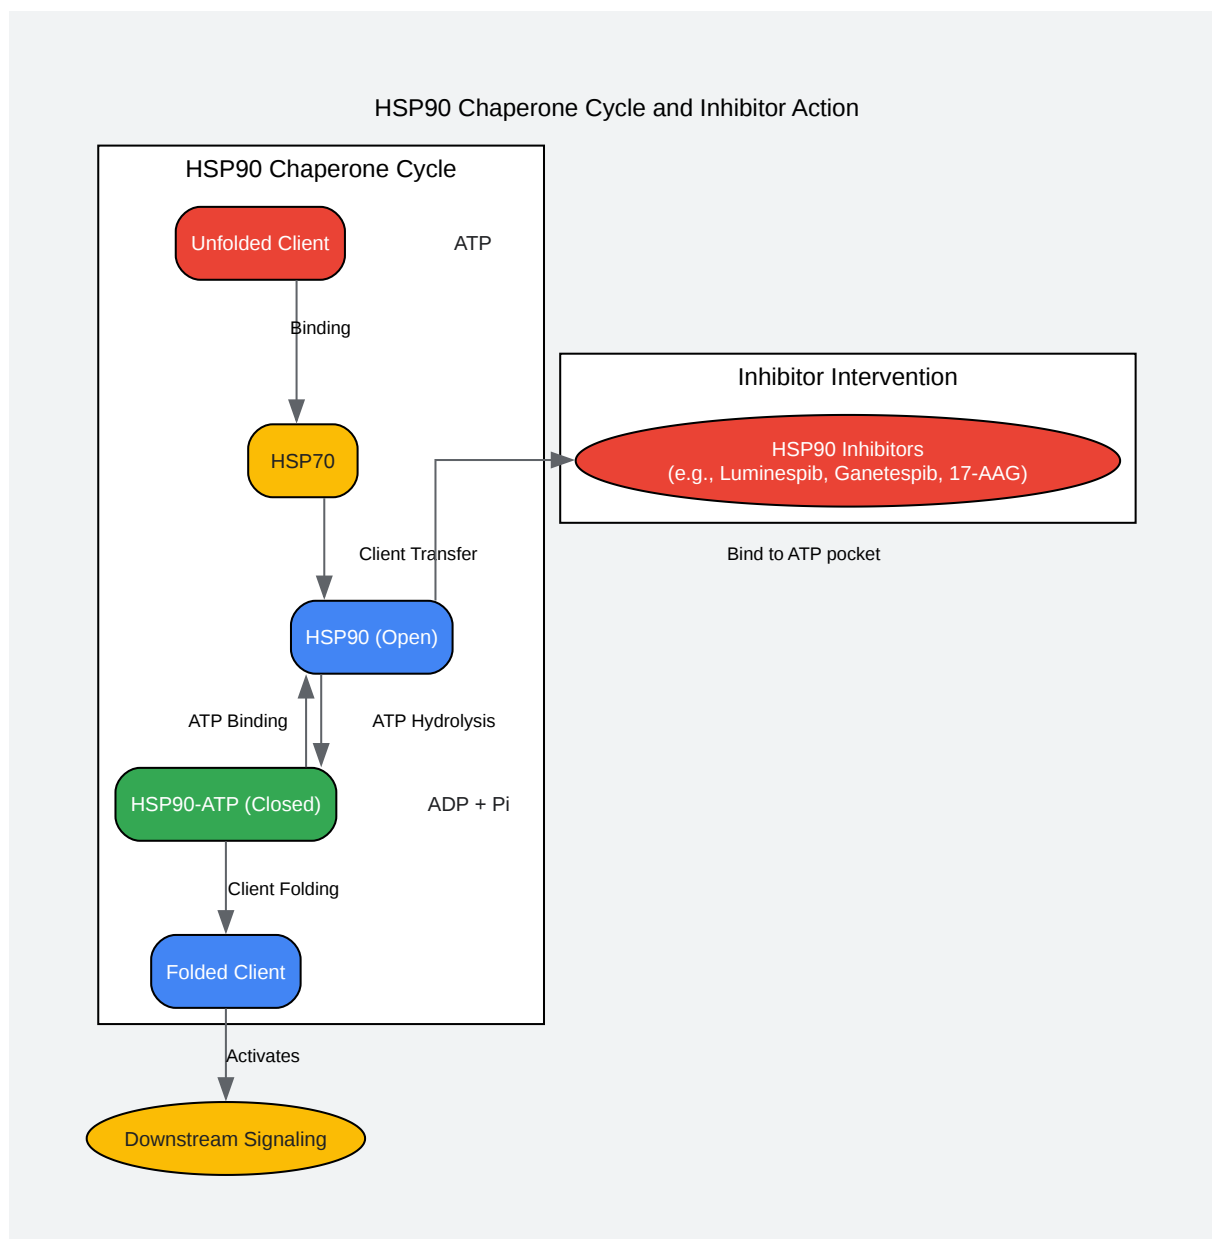 HSP90 Chaperone Cycle and Inhibitor Action
HSP90 Chaperone Cycle
Unfolded Client
ATP
Binding
Inhibitor Intervention
HSP70
HSP90 Inhibitors
(e.g., Luminespib, Ganetespib, 17-AAG)
Client Transfer
Bind to ATP pocket
HSP90 (Open)
ATP Binding
ATP Hydrolysis
HSP90-ATP (Closed)
ADP + Pi
Client Folding
Folded Client
Activates
Downstream Signaling